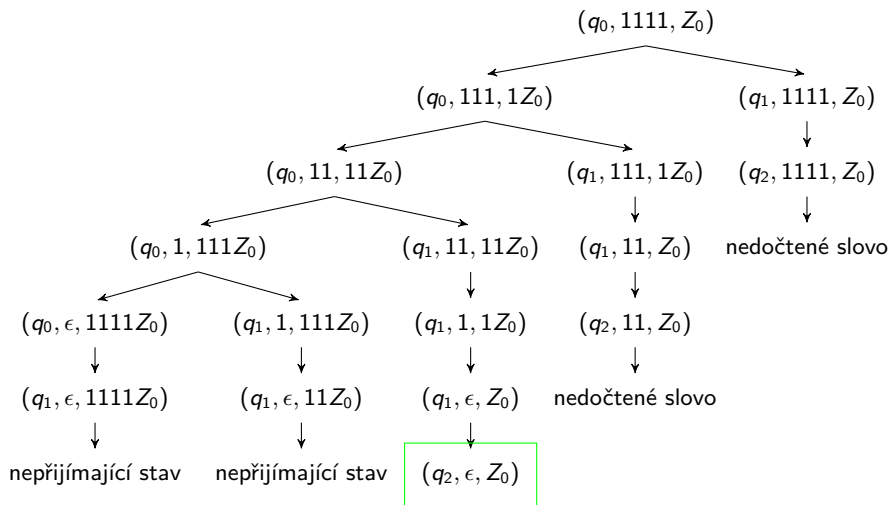 (q₀, 1111, Z₀)
(q₀, 111, 1Z₀) (q₁, 1111, Z₀)
(q₀, 11, 11Z₀) (q₁, 111, 1Z₀) (q₂, 1111, Z₀)
(q₀, 1, 111Z₀) (q₁, 11, 11Z₀) (q₁, 11, Z₀) nedočtené slovo
(q₀, ϵ, 1111Z₀) (q₁, 1, 111Z₀) (q₁, 1, 1Z₀) (q₂, 11, Z₀)
(q₁, ϵ, 1111Z₀) (q₁, ϵ, 11Z₀) (q₁, ϵ, Z₀) nedočtené slovo
nepřijímající stav nepřijímající stav (q₂, ϵ, Z₀)